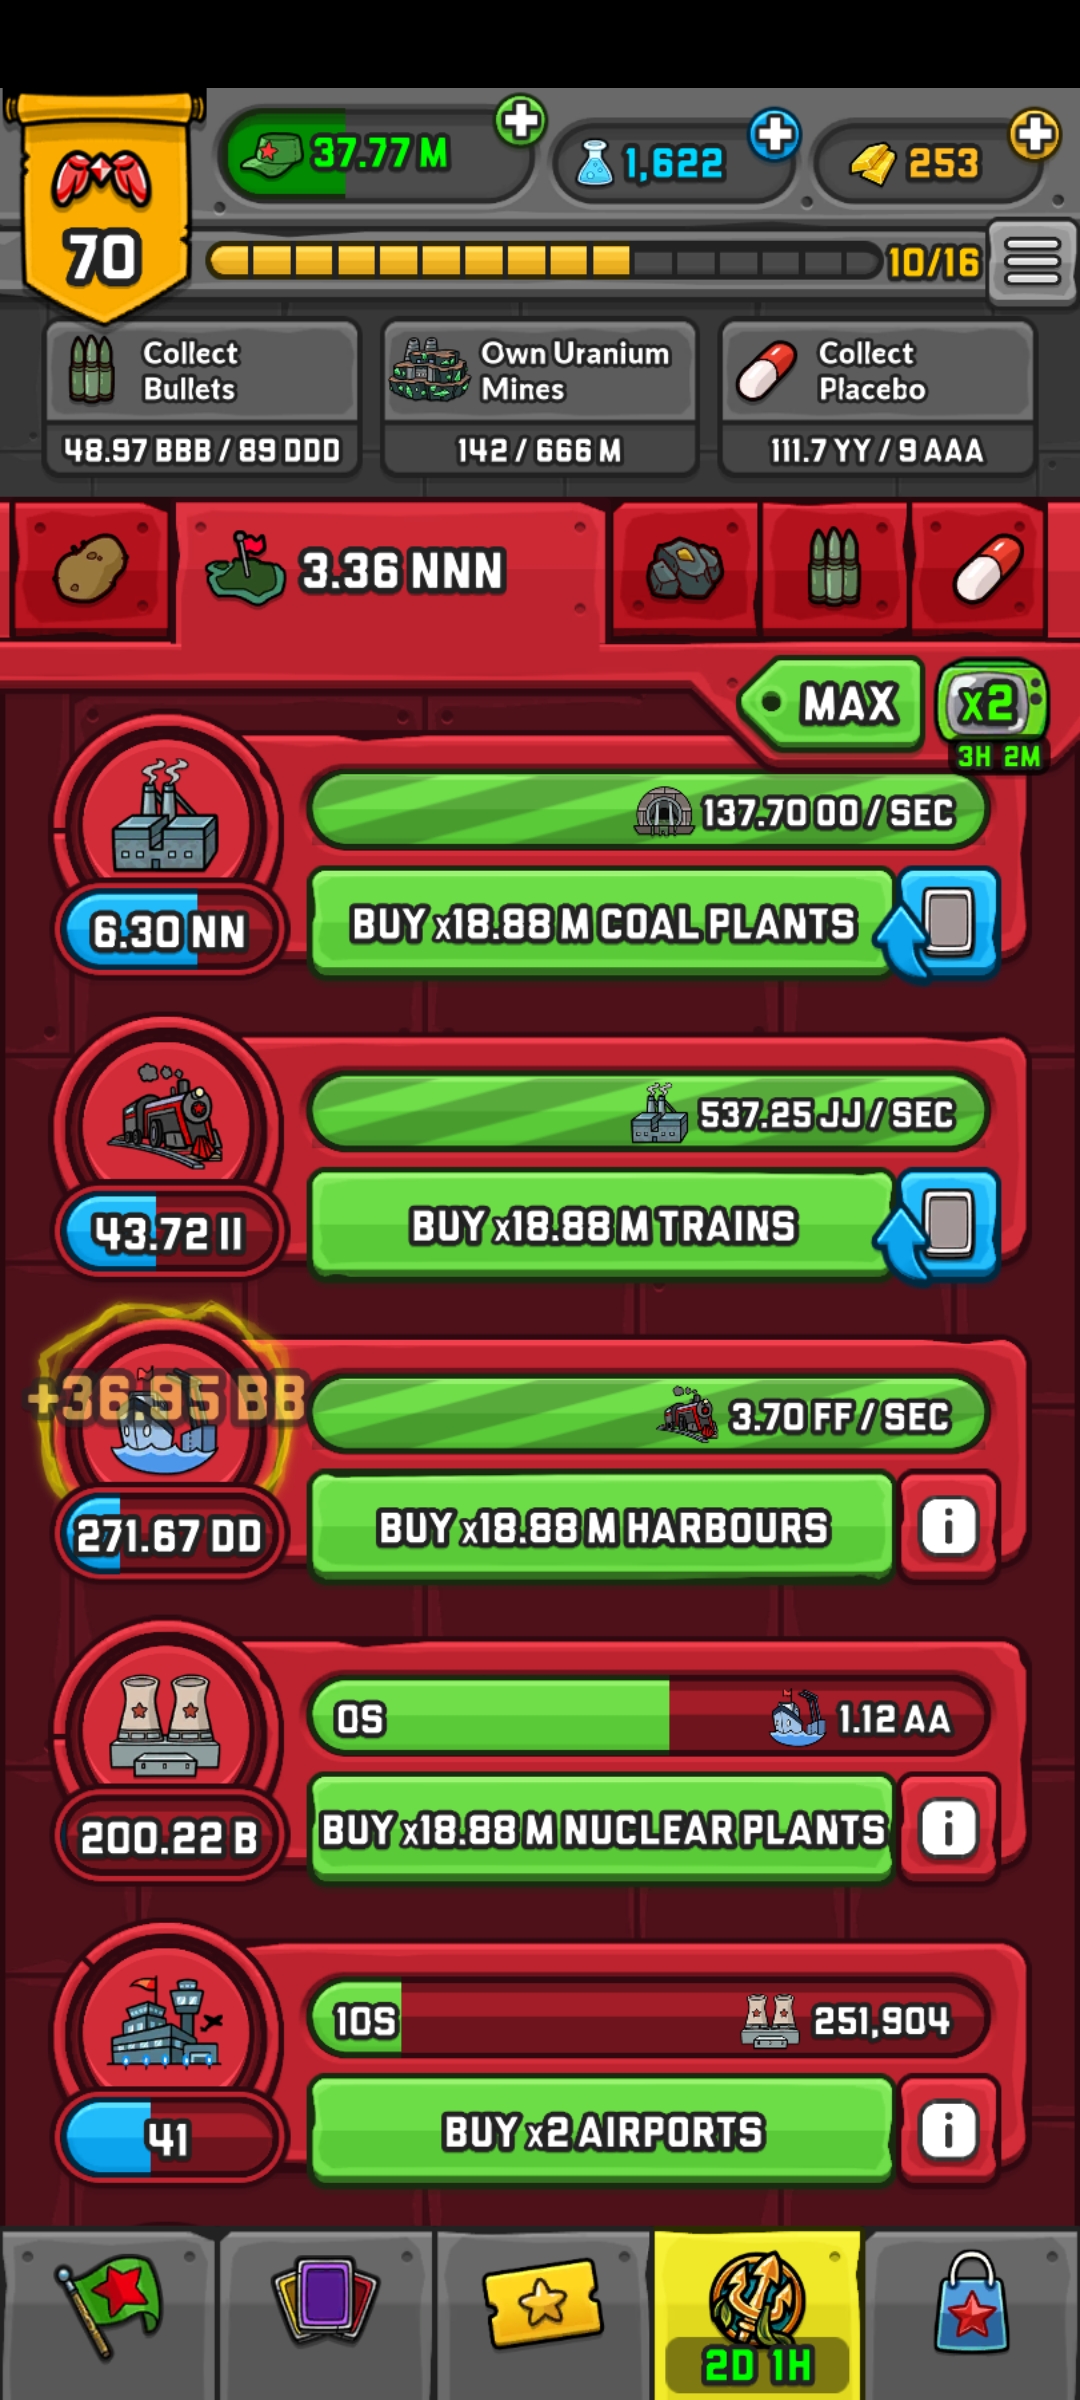 70
37.77 M
1,622
253
10/16
Collect
Bullets
48.97 BBB / 89 DDD
Own Uranium
Mines
142 / 666 M
Collect
Placebo
111.7 YY / 9 AAA
3.36 NNN
MAX
x2
3H 2M
137.70 OO / SEC
6.30 NN
BUY x18.88 M COAL PLANTS
537.25 JJ / SEC
43.72 II
BUY x18.88 M TRAINS
+36.95 BB
3.70 FF / SEC
271.67 DD
BUY x18.88 M HARBOURS
i
0S
1.12 AA
200.22 B
BUY x18.88 M NUCLEAR PLANTS
i
10S
251,904
41
BUY x2 AIRPORTS
i
2D 1H